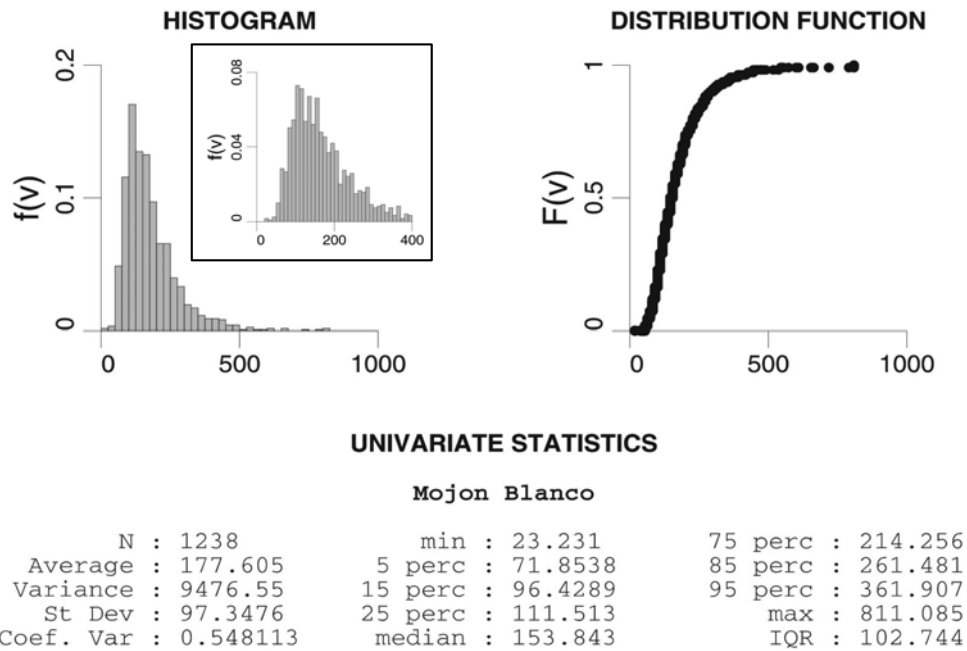 HISTOGRAM
f(v)
0.2
0.1
0
0 500 1000
f(v)
0.08
0.04
0
0 200 400
DISTRIBUTION FUNCTION
F(v)
1
0.5
0
0 500 1000
UNIVARIATE STATISTICS
Mojon Blanco
N : 1238 min : 23.231 75 perc : 214.256
Average : 177.605 5 perc : 71.8538 85 perc : 261.481
Variance : 9476.55 15 perc : 96.4289 95 perc : 361.907
St Dev : 97.3476 25 perc : 111.513 max : 811.085
Coef. Var : 0.548113 median : 153.843 IQR : 102.744